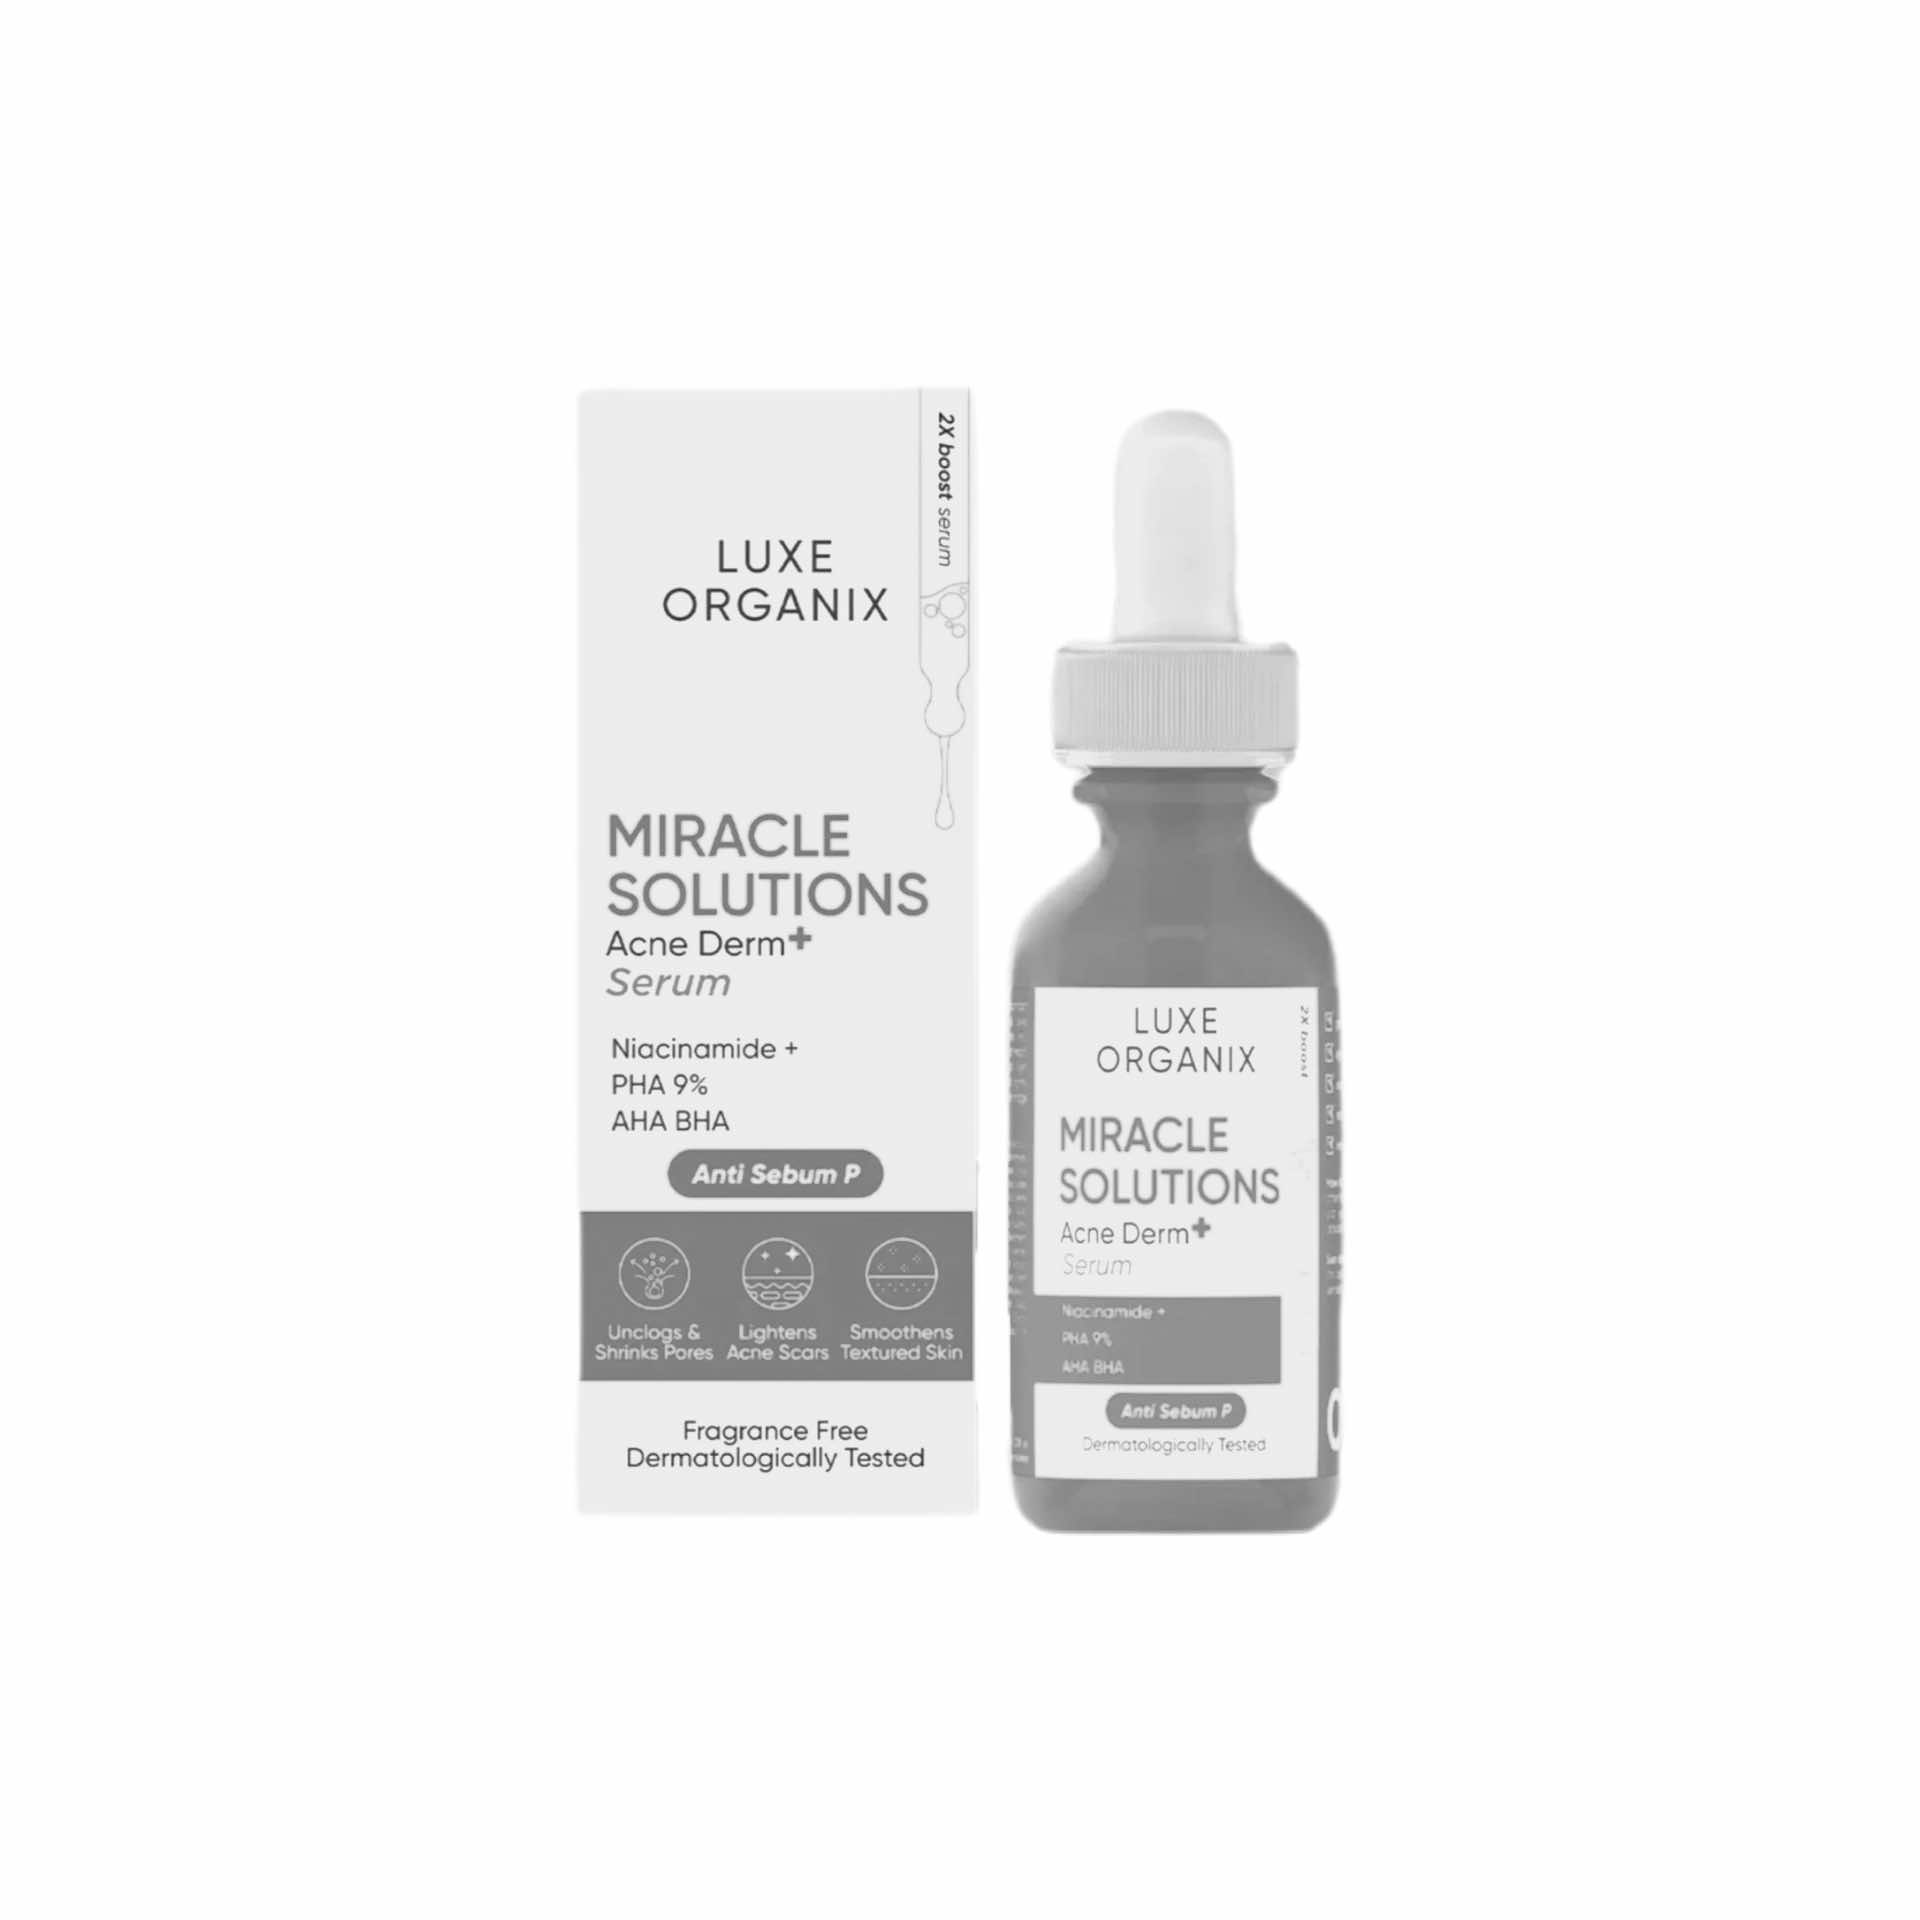 2X boost serum
LUXE
ORGANIX
MIRACLE
SOLUTIONS
Acne Derm+
Serum
Niacinamide +
PHA 9%
AHA BHA
Anti Sebum P
Unclogs &
Shrinks Pores
Lightens
Acne Scars
Smoothens
Textured Skin
Fragrance Free
Dermatologically Tested
LUXE
ORGANIX
2X boost
MIRACLE
SOLUTIONS
Acne Derm+
Serum
Niacinamide +
PHA 9%
AHA BHA
Anti Sebum P
Dermatologically Tested